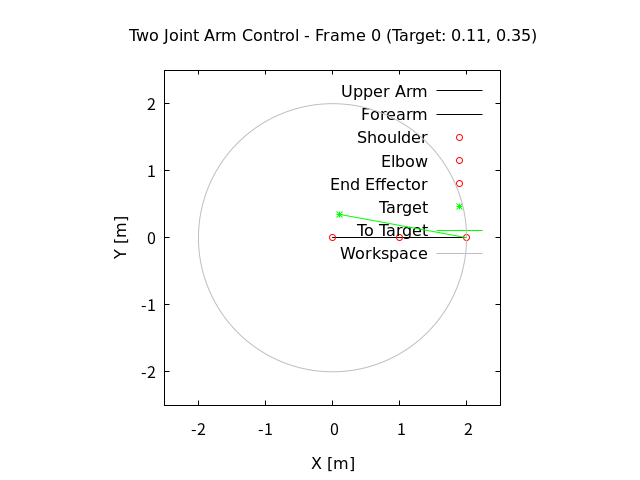 Two Joint Arm Control - Frame 0 (Target: 0.11, 0.35)
Upper Arm
Forearm
Shoulder
Elbow
End Effector
Target
To Target
Workspace
2
1
0
-1
-2
Y [m]
-2 -1 0 1 2
X [m]